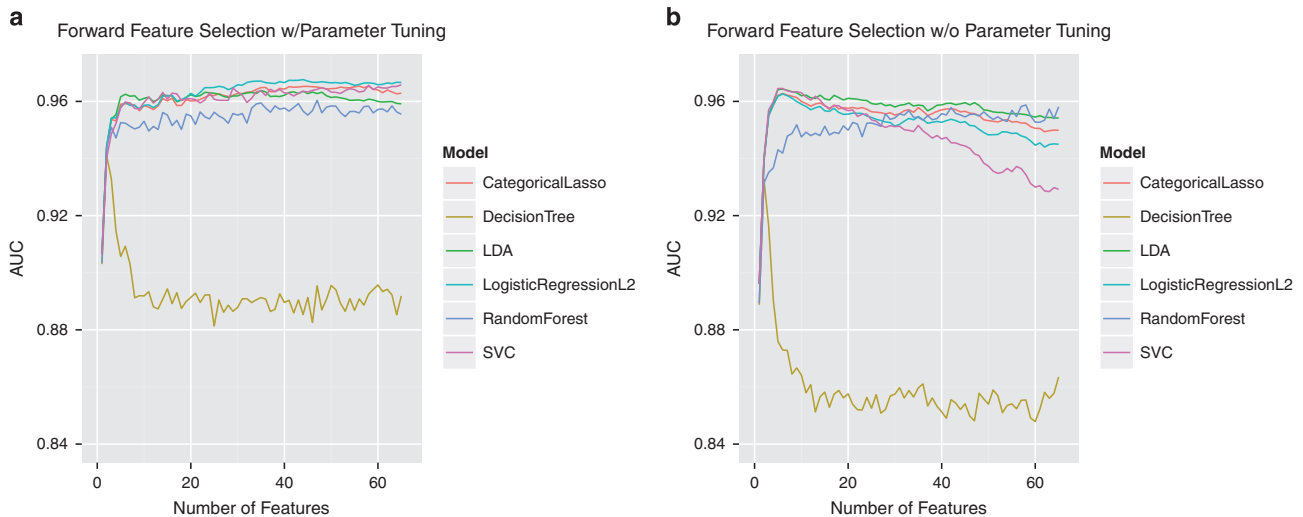 a
Forward Feature Selection w/Parameter Tuning
0.96
0.92
0.88
0.84
AUC
0
20
40
60
Number of Features
Model
CategoricalLasso
DecisionTree
LDA
LogisticRegressionL2
RandomForest
SVC
b
Forward Feature Selection w/o Parameter Tuning
0.96
0.92
0.88
0.84
AUC
0
20
40
60
Number of Features
Model
CategoricalLasso
DecisionTree
LDA
LogisticRegressionL2
RandomForest
SVC